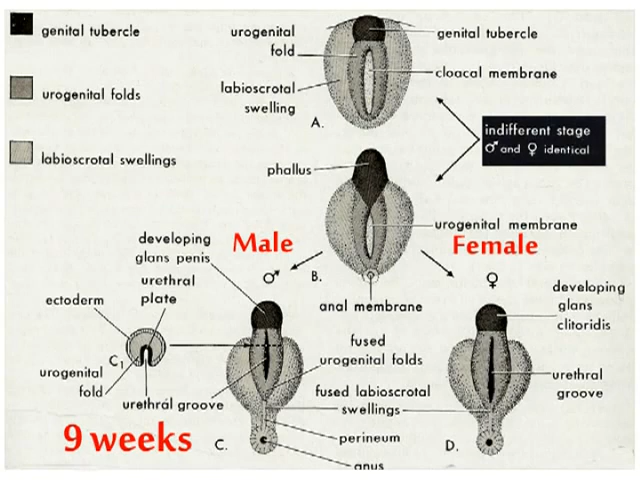 genital tubercle
urogenital folds
labioscrotal swellings
urogenital
fold
genital tubercle
cloacal membrane
labioscrotal
swelling
A.
indifferent stage
♂ and ♀ identical
phallus
urogenital membrane
B.
anal membrane
Male
♂
Female
♀
developing
glans penis
urethral
plate
ectoderm
C1
urogenital
fold
urethral groove
fused
urogenital folds
fused labioscrotal
swellings
perineum
anus
C.
developing
glans
clitoridis
urethral
groove
D.
9 weeks